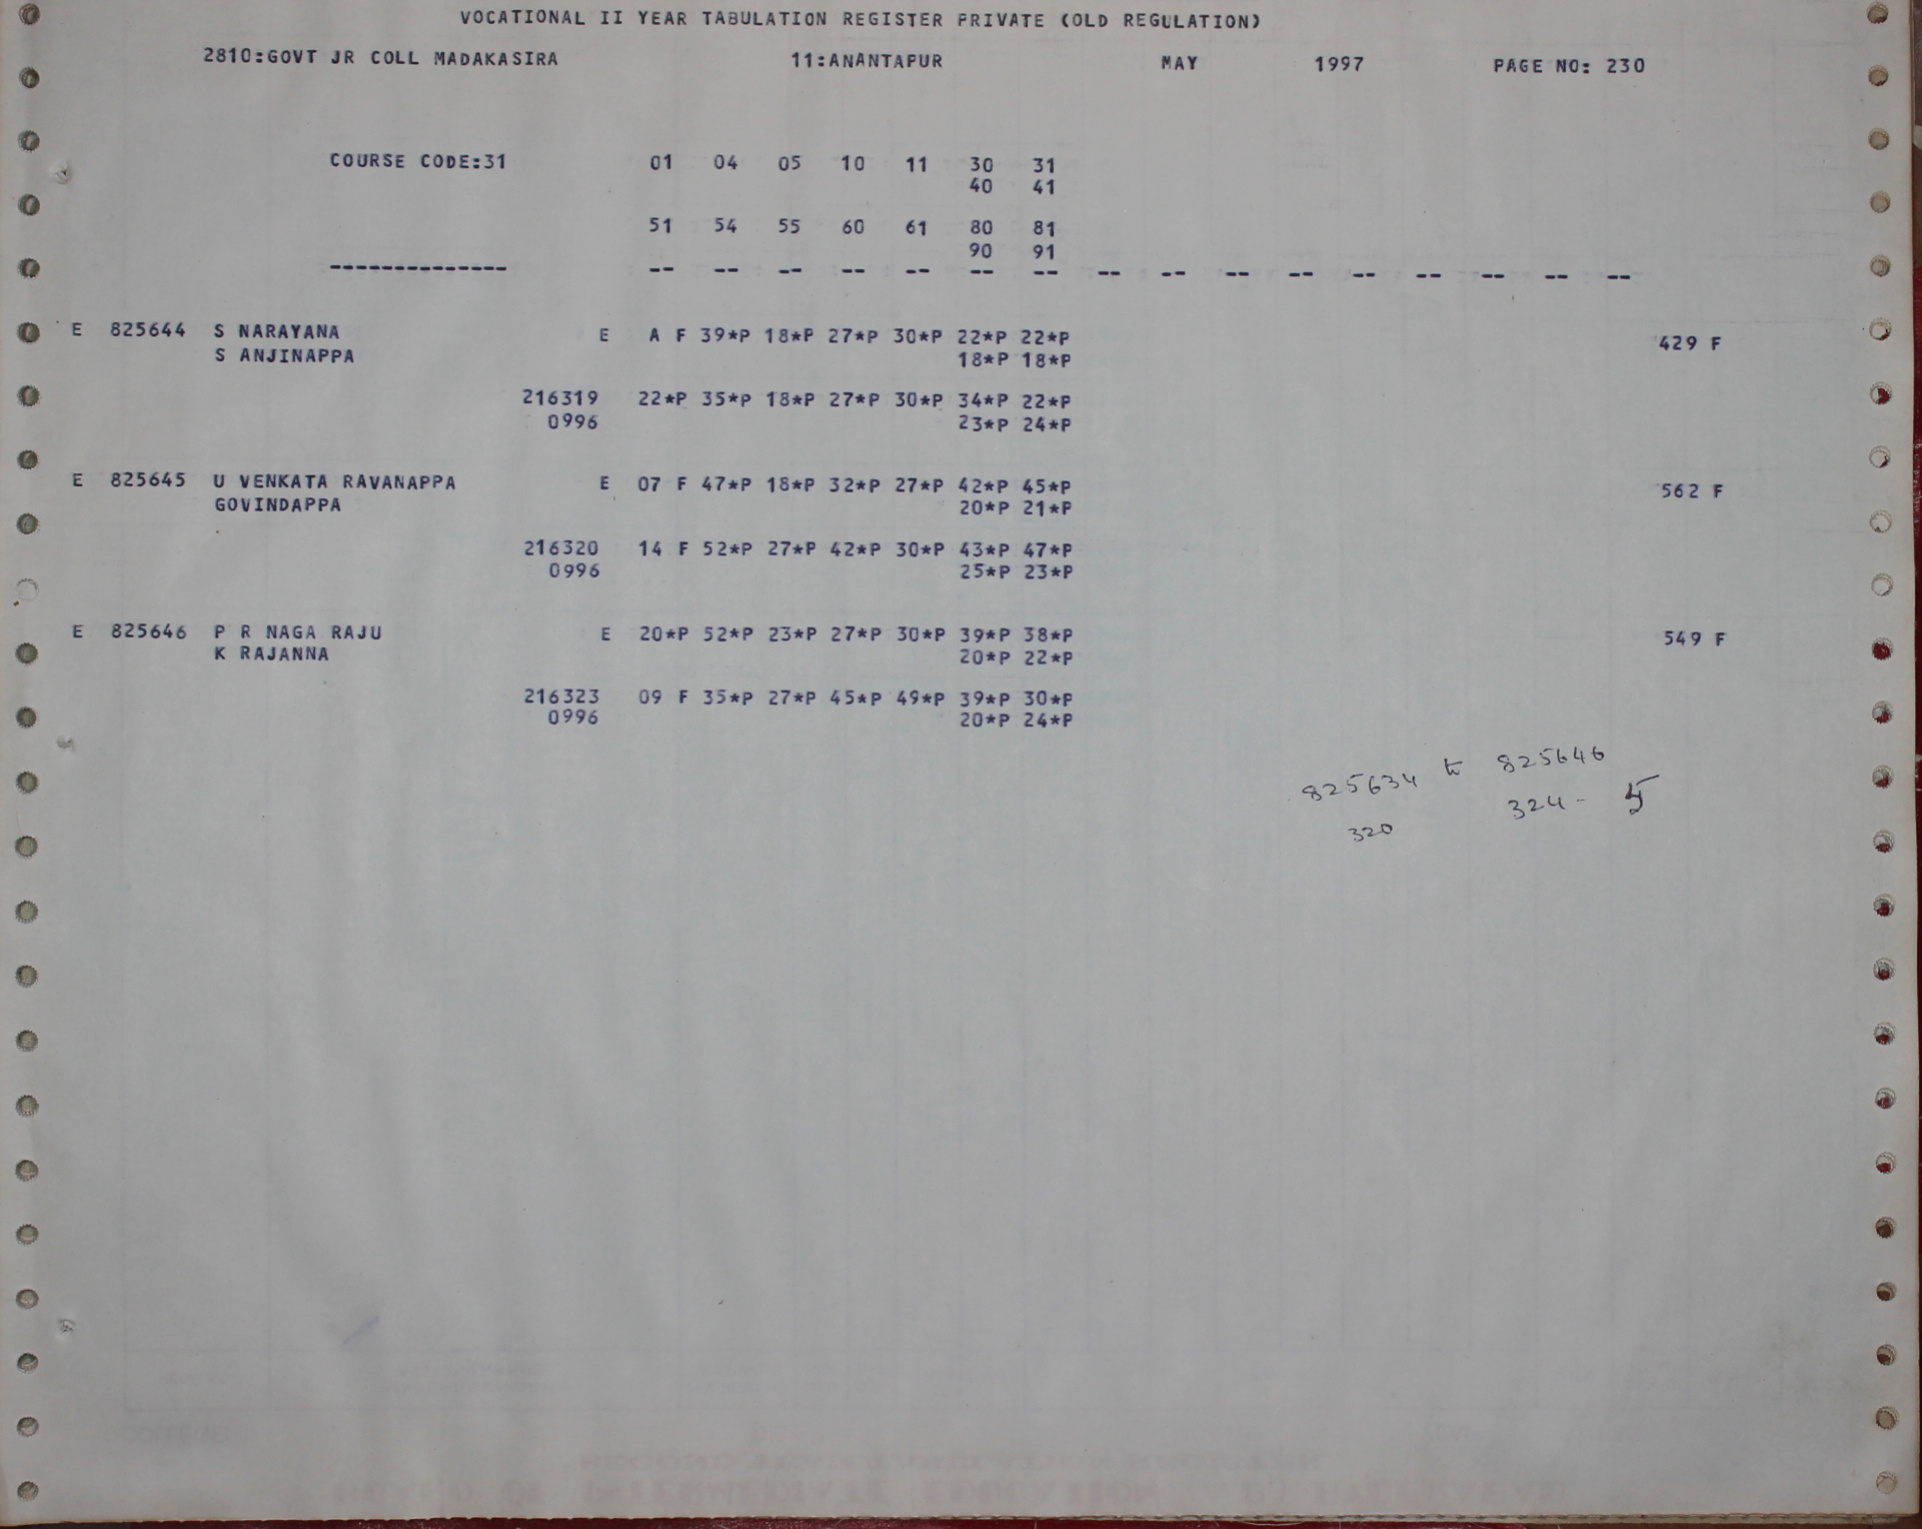 VOCATIONAL II YEAR TABULATION REGISTER PRIVATE (OLD REGULATION)
2810:GOVT JR COLL MADAKASIRA 11:ANANTAPUR MAY 1997 PAGE NO: 230
COURSE CODE:31 01 04 05 10 11 30 31
40 41
51 54 55 60 61 80 81
90 91
-------------- -- -- -- -- -- -- -- -- -- -- -- -- -- -- -- --
E 825644 S NARAYANA E A F 39*P 18*P 27*P 30*P 22*P 22*P 429 F
S ANJINAPPA 18*P 18*P
216319 22*P 35*P 18*P 27*P 30*P 34*P 22*P
0996 23*P 24*P
E 825645 U VENKATA RAVANAPPA E 07 F 47*P 18*P 32*P 27*P 42*P 45*P 562 F
GOVINDAPPA 20*P 21*P
216320 14 F 52*P 27*P 42*P 30*P 43*P 47*P
0996 25*P 23*P
E 825646 P R NAGA RAJU E 20*P 52*P 23*P 27*P 30*P 39*P 38*P 549 F
K RAJANNA 20*P 22*P
216323 09 F 35*P 27*P 45*P 49*P 39*P 30*P
0996 20*P 24*P
825634 to 825646
320 324- 5